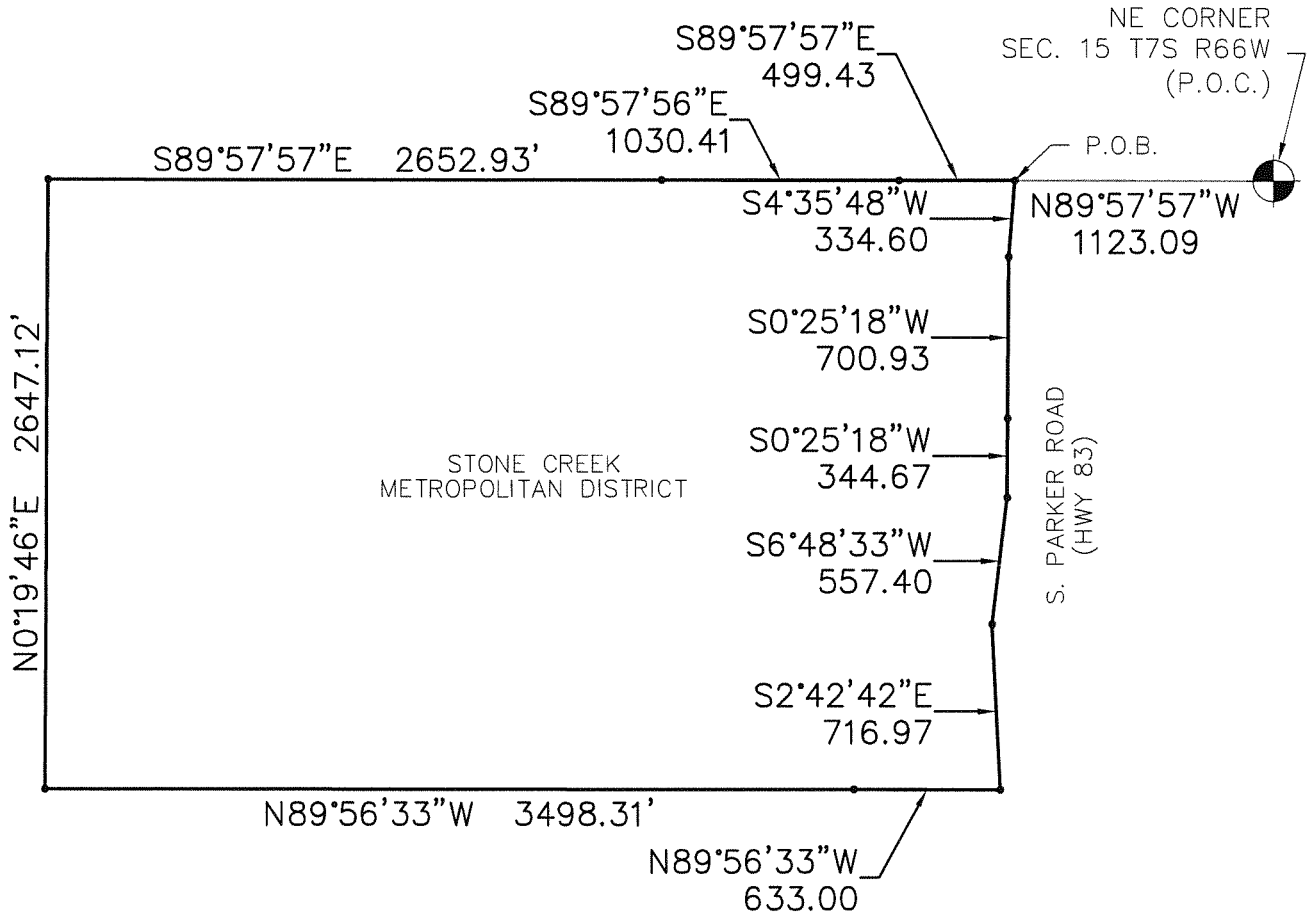 NE CORNER
SEC. 15 T7S R66W
(P.O.C.)
S89°57'57"E
499.43
S89°57'56"E
1030.41
S89°57'57"E 2652.93'
P.O.B.
N89°57'57"W
1123.09
S4°35'48"W
334.60
S0°25'18"W
700.93
S0°25'18"W
344.67
S6°48'33"W
557.40
S2°42'42"E
716.97
S. PARKER ROAD
(HWY 83)
STONE CREEK
METROPOLITAN DISTRICT
N0°19'46"E 2647.12'
N89°56'33"W 3498.31'
N89°56'33"W
633.00